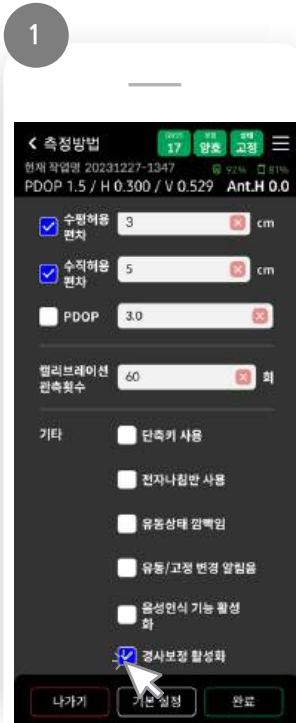 1
측정방법
17
양호
고정
현재 작업명 20231227-1347
92%
81%
PDOP 1.5 / H 0.300 / V 0.529 Ant.H 0.0
수평허용
편차
3
cm
수직허용
편차
5
cm
PDOP
3.0
캘리브레이션
관측횟수
60
회
기타
단축키 사용
전자나침반 사용
유동상태 깜빡임
유동/고정 변경 알림음
음성인식 기능 활성
화
경사보정 활성화
나가기
기본 설정
완료